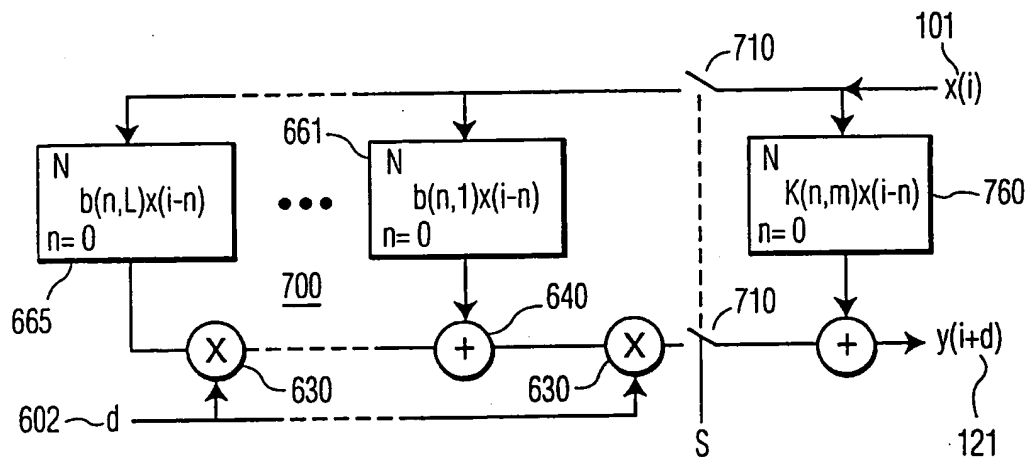 710
101
x(i)
N
b(n,L)x(i-n)
n=0
665
661
N
b(n,1)x(i-n)
n=0
N
K(n,m)x(i-n)
n=0
760
700
640
710
X
630
+
X
630
+
y(i+d)
121
602
d
S